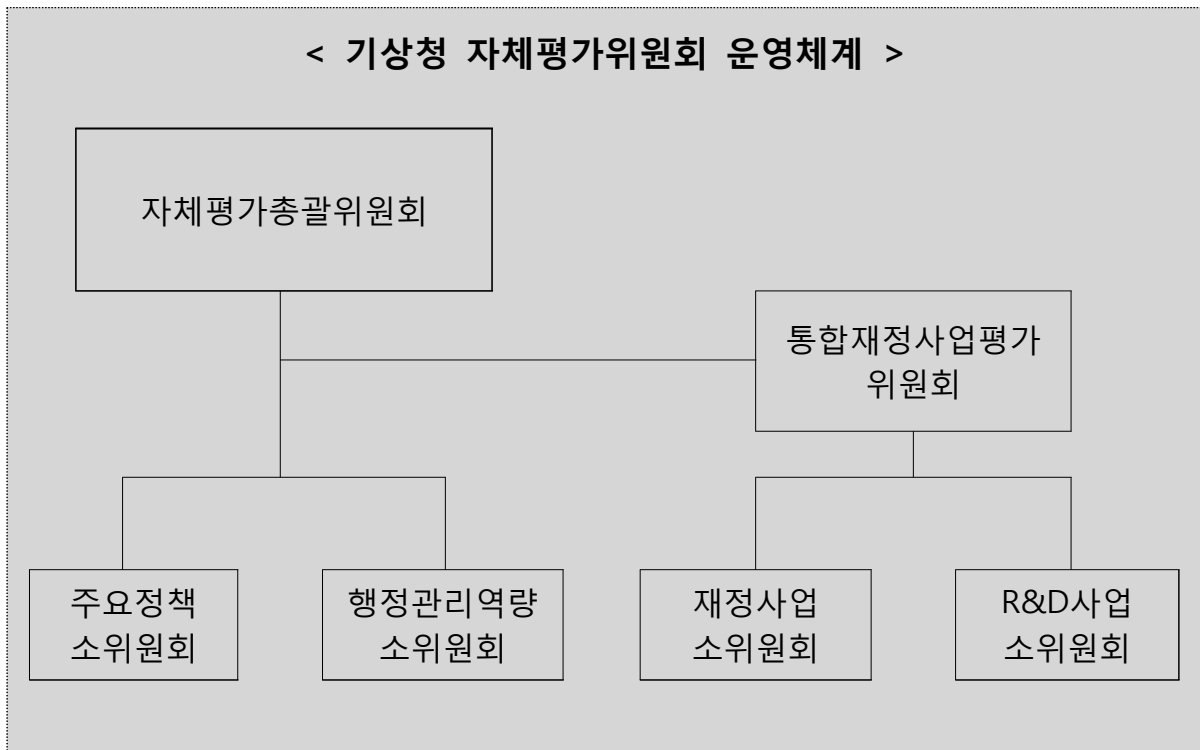 < 기상청 자체평가위원회 운영체계 >
자체평가총괄위원회
통합재정사업평가
위원회
주요정책
소위원회
행정관리역량
소위원회
재정사업
소위원회
R&D사업
소위원회